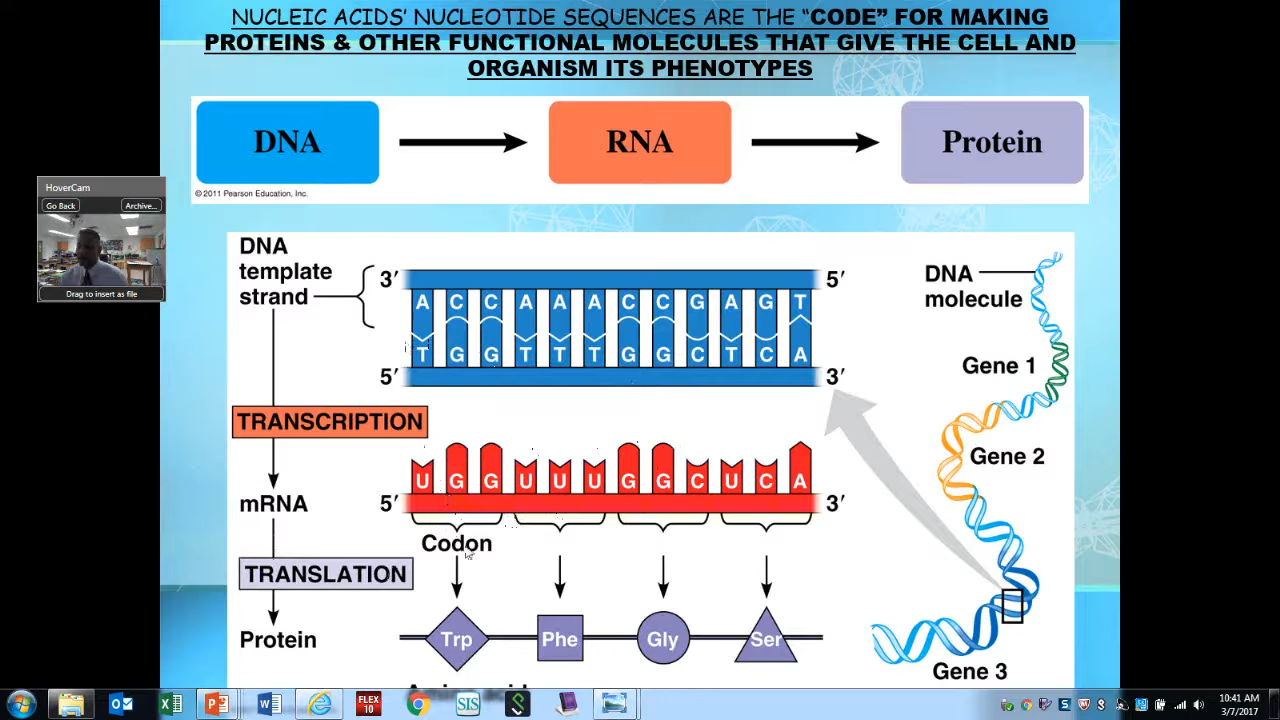 NUCLEIC ACIDS' NUCLEOTIDE SEQUENCES ARE THE "CODE" FOR MAKING
PROTEINS & OTHER FUNCTIONAL MOLECULES THAT GIVE THE CELL AND
ORGANISM ITS PHENOTYPES
DNA
RNA
Protein
© 2011 Pearson Education, Inc.
HoverCam
Go Back
Archive...
Drag to insert as file
DNA
template
strand
3′
5′
A C C A A A C C G A G T
T G G T T T G G C T C A
5′
3′
TRANSCRIPTION
U G G U U U G G C U C A
mRNA
5′
3′
Codon
TRANSLATION
Protein
Trp
Phe
Gly
Ser
DNA
molecule
Gene 1
Gene 2
Gene 3
FLEX
10
SIS
10:41 AM
3/7/2017